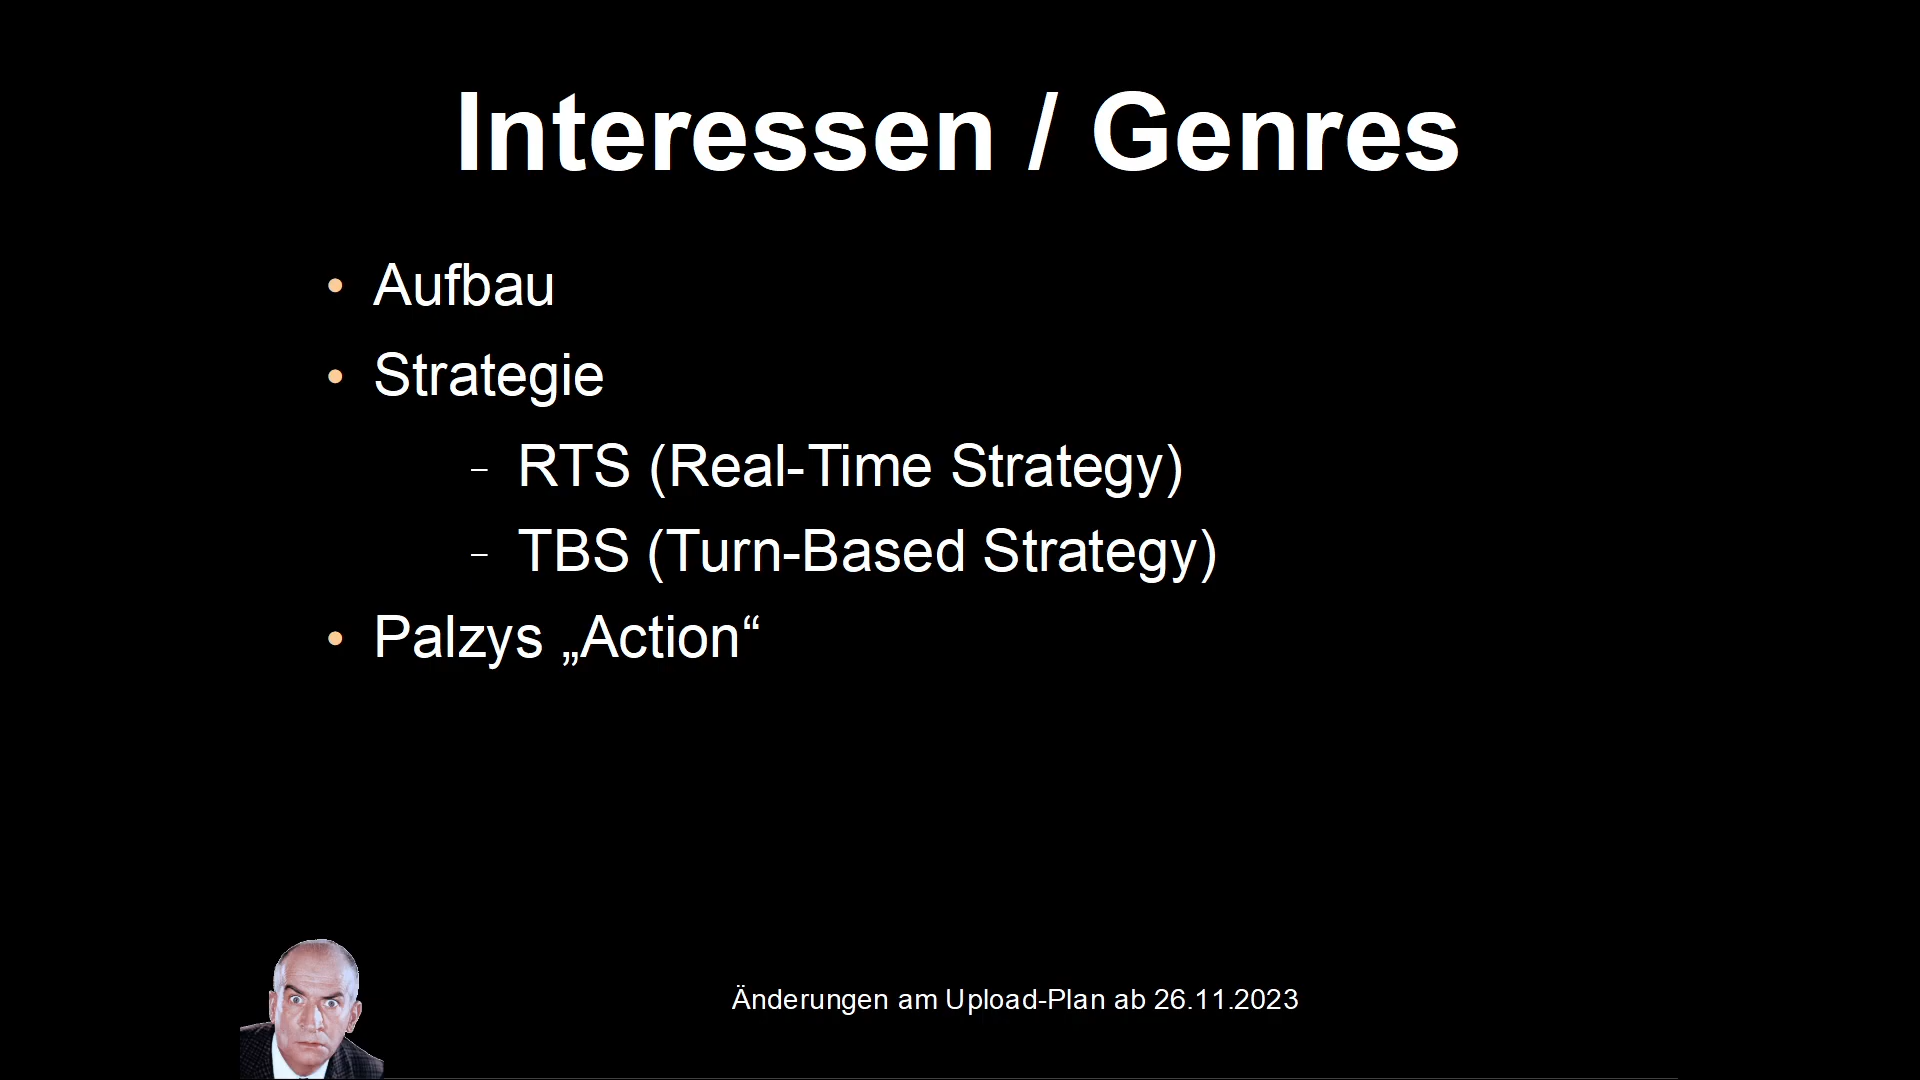 Interessen / Genres
• Aufbau
• Strategie
– RTS (Real-Time Strategy)
– TBS (Turn-Based Strategy)
• Palzys „Action“
Änderungen am Upload-Plan ab 26.11.2023